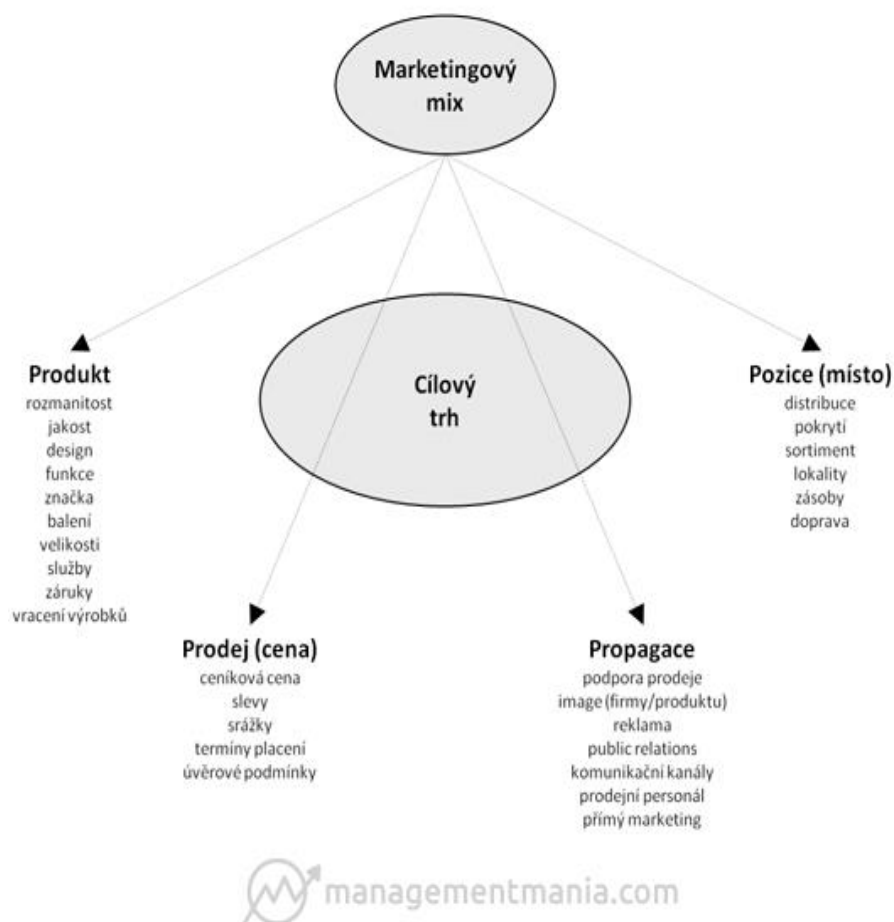 Marketingový
mix
Cílový
trh
Produkt
rozmanitost
jakost
design
funkce
značka
balení
velikosti
služby
záruky
vracení výrobků
Prodej (cena)
ceníková cena
slevy
srážky
termíny placení
úvěrové podmínky
Propagace
podpora prodeje
image (firmy/produktu)
reklama
public relations
komunikační kanály
prodejní personál
přímý marketing
Pozice (místo)
distribuce
pokrytí
sortiment
lokality
zásoby
doprava
managementmania.com